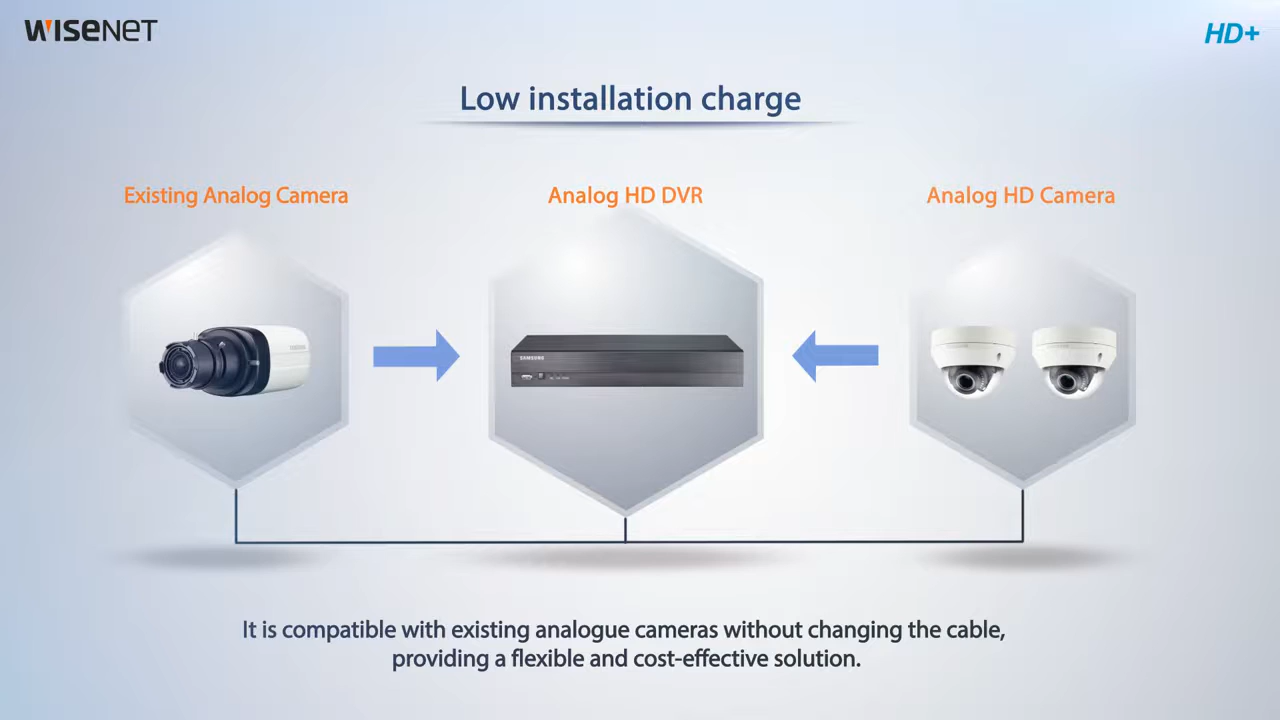 WISENET
HD+
Low installation charge
Existing Analog Camera
Analog HD DVR
Analog HD Camera
SAMSUNG
It is compatible with existing analogue cameras without changing the cable,
providing a flexible and cost-effective solution.